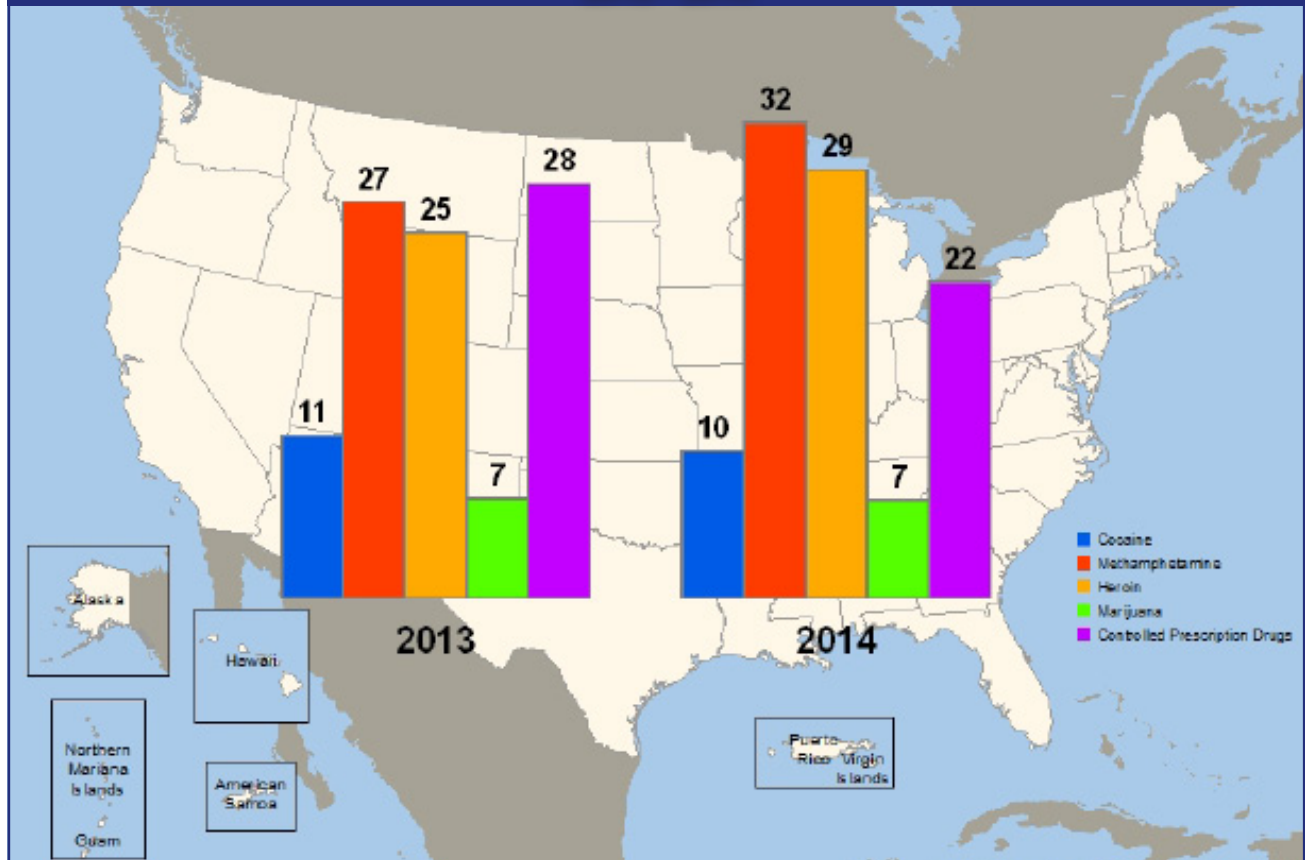 32
29
28
27
25
22
11
10
7
7
Cocaine
Methamphetamine
Heroin
Marijuana
Controlled Prescription Drugs
2013
2014
Alaska
Hawaii
Northern
Mariana
Islands
Guam
American
Samoa
Puerto
Rico
Virgin
Islands